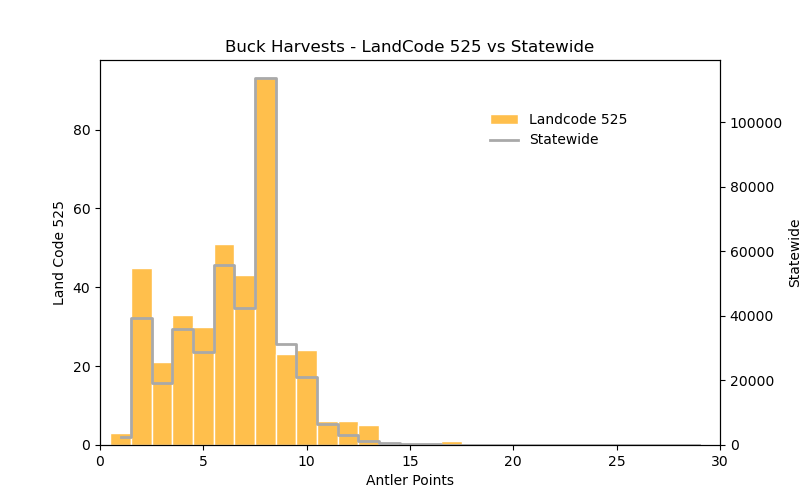 Buck Harvests - LandCode 525 vs Statewide
Landcode 525
Statewide
Land Code 525
80
60
40
20
0
100000
80000
60000
40000
20000
0
Statewide
0 5 10 15 20 25 30
Antler Points